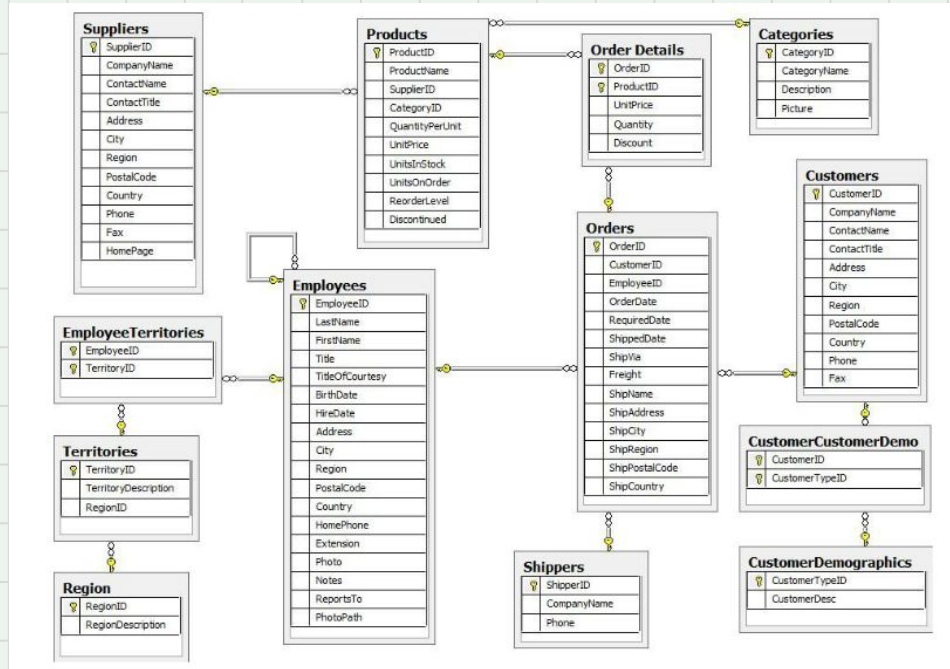 Suppliers
SupplierID
CompanyName
ContactName
ContactTitle
Address
City
Region
PostalCode
Country
Phone
Fax
HomePage
Products
ProductID
ProductName
SupplierID
CategoryID
QuantityPerUnit
UnitPrice
UnitsInStock
UnitsOnOrder
ReorderLevel
Discontinued
Order Details
OrderID
ProductID
UnitPrice
Quantity
Discount
Categories
CategoryID
CategoryName
Description
Picture
Customers
CustomerID
CompanyName
ContactName
ContactTitle
Address
City
Region
PostalCode
Country
Phone
Fax
Orders
OrderID
CustomerID
EmployeeID
OrderDate
RequiredDate
ShippedDate
ShipVia
Freight
ShipName
ShipAddress
ShipCity
ShipRegion
ShipPostalCode
ShipCountry
Employees
EmployeeID
LastName
FirstName
Title
TitleOfCourtesy
BirthDate
HireDate
Address
City
Region
PostalCode
Country
HomePhone
Extension
Photo
Notes
ReportsTo
PhotoPath
EmployeeTerritories
EmployeeID
TerritoryID
Territories
TerritoryID
TerritoryDescription
RegionID
Region
RegionID
RegionDescription
Shippers
ShipperID
CompanyName
Phone
CustomerCustomerDemo
CustomerID
CustomerTypeID
CustomerDemographics
CustomerTypeID
CustomerDesc